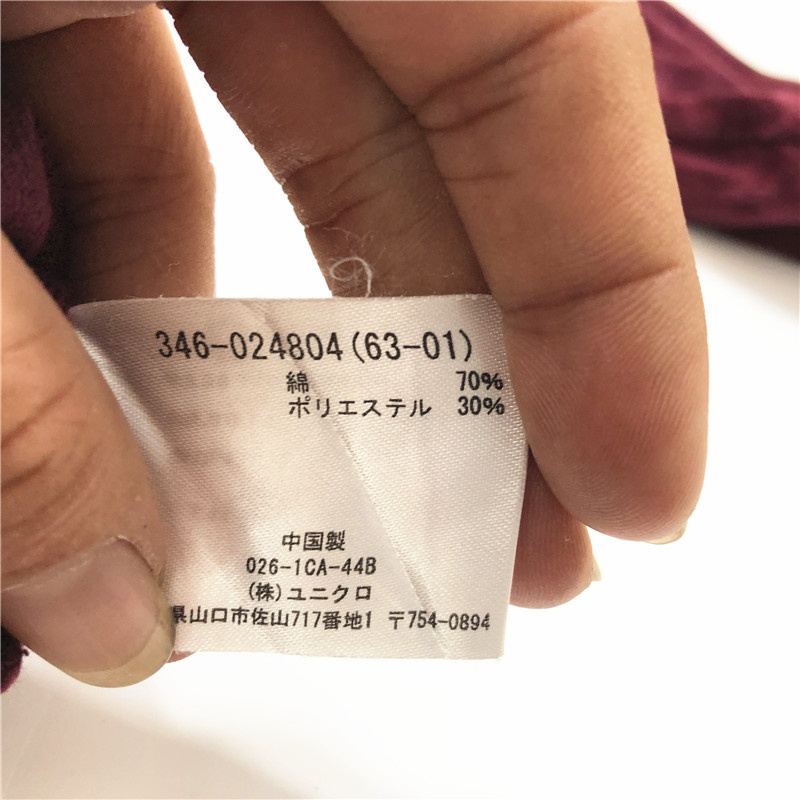 346-024804(63-01)
綿 70%
ポリエステル 30%
中国製
026-1CA-44B
(株)ユニクロ
県山口市佐山717番地1 〒754-0894